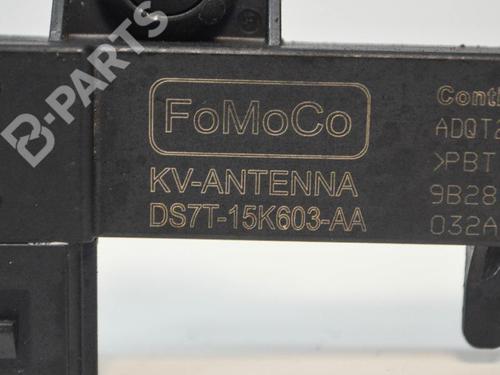 B-PARTS
FoMoCo
KV-ANTENNA
DS7T-15K603-AA
Conti
ADQT2
>PBT
9B28
032A